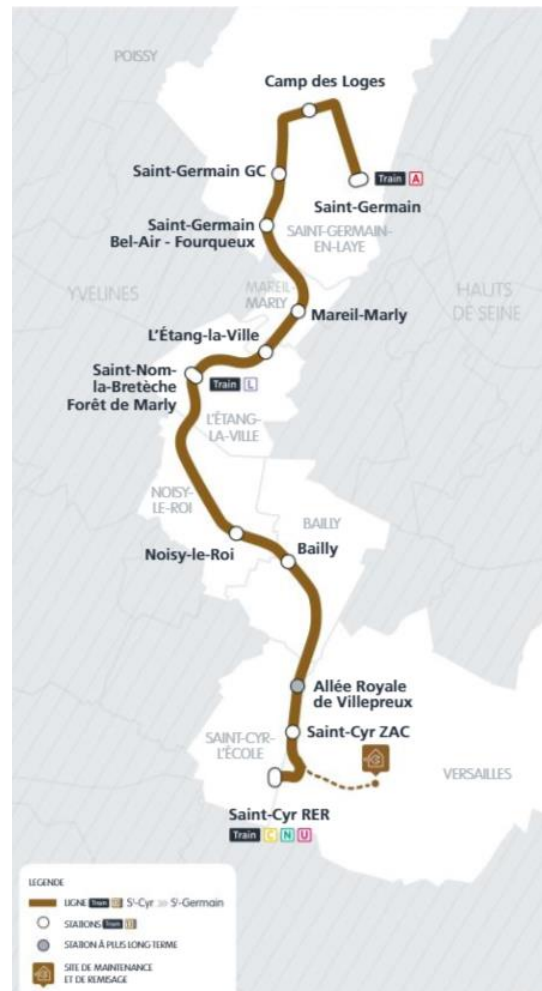 POISSY
Camp des Loges
Saint-Germain GC
Train A
Saint-Germain
Saint-Germain
Bel-Air - Fourqueux
SAINT-GERMAIN-
EN-LAYE
YVELINES
MAREIL-
MARLY
HAUTS
DE SEINE
Mareil-Marly
L'Étang-la-Ville
Saint-Nom-
la-Bretèche
Forêt de Marly
Train L
L'ÉTANG-
LA-VILLE
NOISY-
LE-ROI
BAILLY
Noisy-le-Roi
Bailly
Allée Royale
de Villepreux
Saint-Cyr ZAC
SAINT-CYR-
L'ÉCOLE
VERSAILLES
Saint-Cyr RER
Train C N U
LEGENDE
LIGNE Train St-Cyr St-Germain
STATIONS Train
STATION À PLUS LONG TERME
SITE DE MAINTENANCE
ET DE REMISAGE